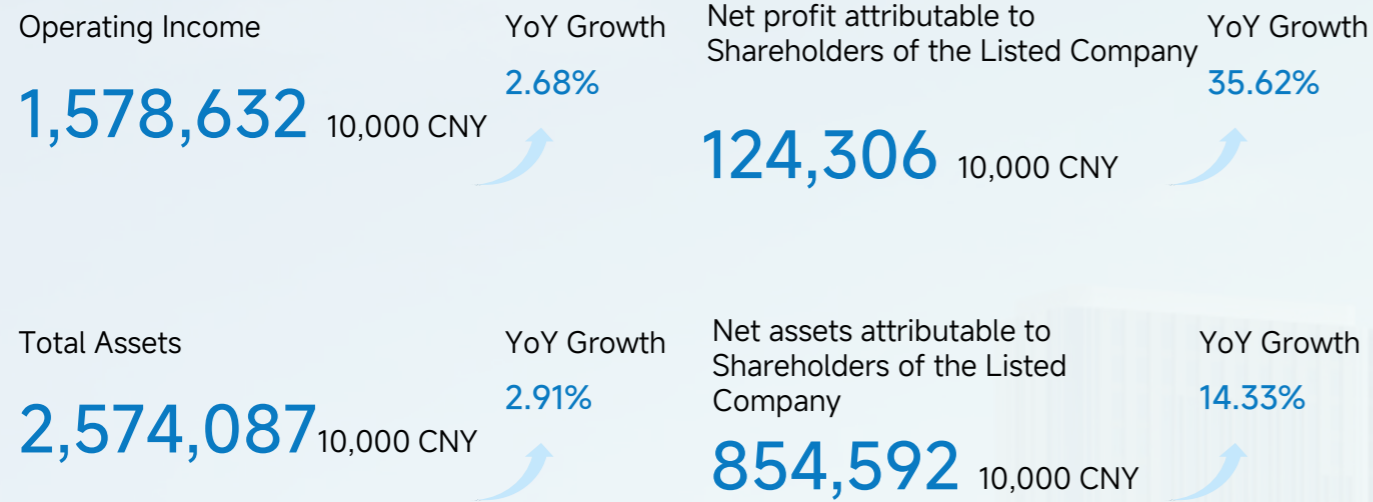 Operating Income
YoY Growth
2.68%
1,578,632 10,000 CNY
Net profit attributable to
Shareholders of the Listed Company
YoY Growth
35.62%
124,306 10,000 CNY
Total Assets
YoY Growth
2.91%
2,574,087 10,000 CNY
Net assets attributable to
Shareholders of the Listed
Company
YoY Growth
14.33%
854,592 10,000 CNY